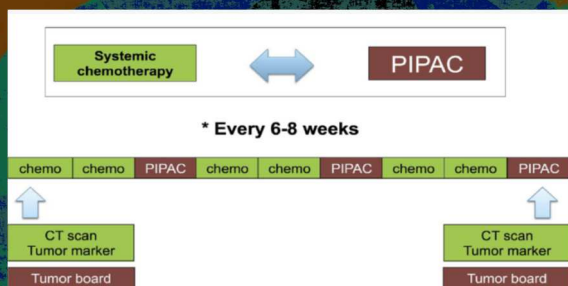 Systemic
chemotherapy
PIPAC
* Every 6-8 weeks
chemo chemo PIPAC chemo chemo PIPAC chemo chemo PIPAC
CT scan
Tumor marker
Tumor board
CT scan
Tumor marker
Tumor board